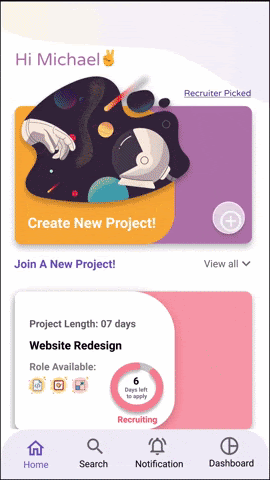 Hi Michael✌
Recruiter Picked
Create New Project!
Join A New Project!
View all
Project Length: 07 days
Website Redesign
Role Available:
6
Days left
to apply
Recruiting
Home
Search
Notification
Dashboard